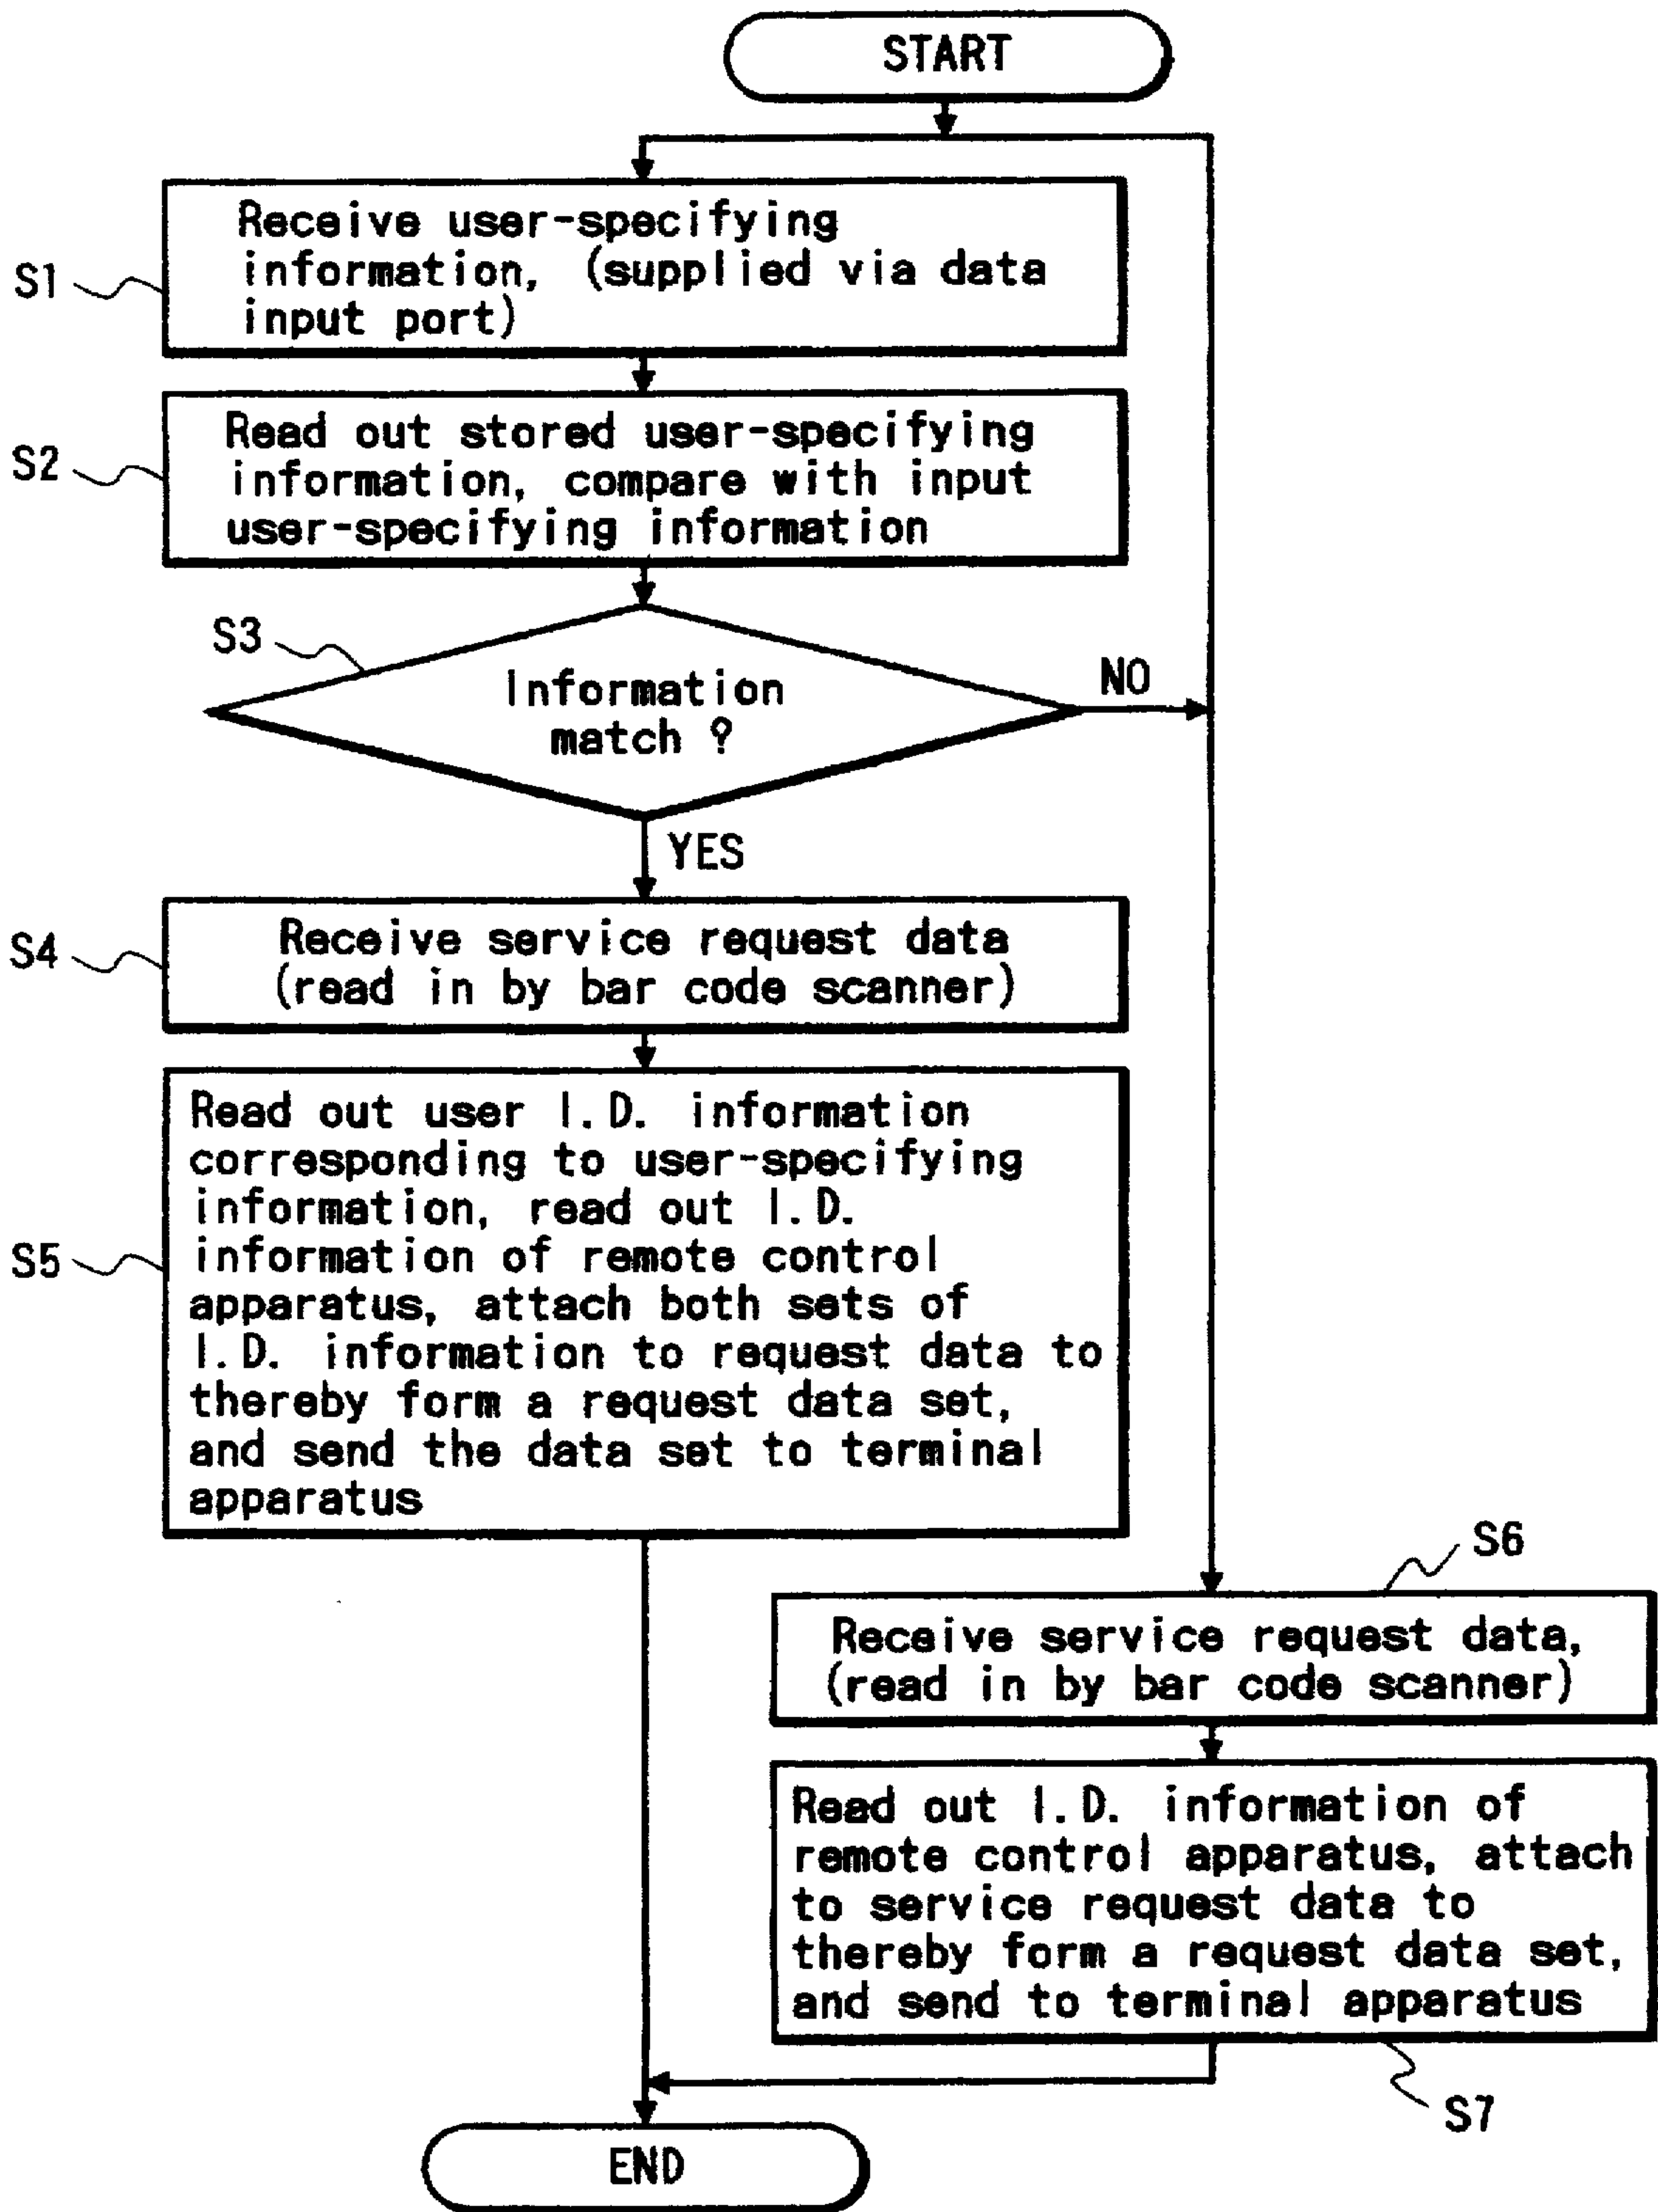 START
S1
Receive user-specifying
information, (supplied via data
input port)
S2
Read out stored user-specifying
information, compare with input
user-specifying information
S3
Information
match ?
NO
YES
S4
Receive service request data
(read in by bar code scanner)
S5
Read out user I.D. information
corresponding to user-specifying
information, read out I.D.
information of remote control
apparatus, attach both sets of
I.D. information to request data to
thereby form a request data set,
and send the data set to terminal
apparatus
S6
Receive service request data,
(read in by bar code scanner)
Read out I.D. information of
remote control apparatus, attach
to service request data to
thereby form a request data set,
and send to terminal apparatus
S7
END